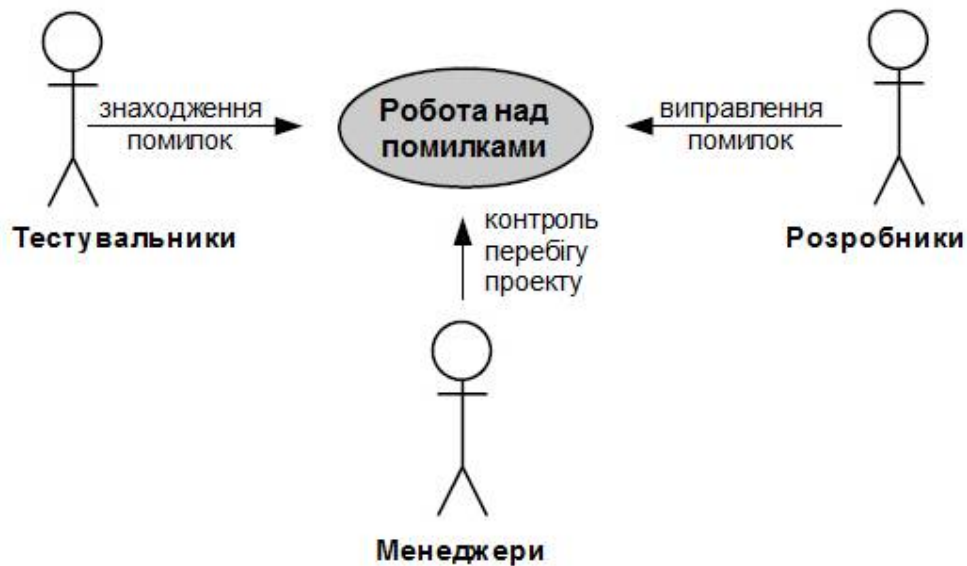 знаходження
помилок
Робота над
помилками
виправлення
помилок
Тестувальники
контроль
перебігу
проекту
Розробники
Менеджери